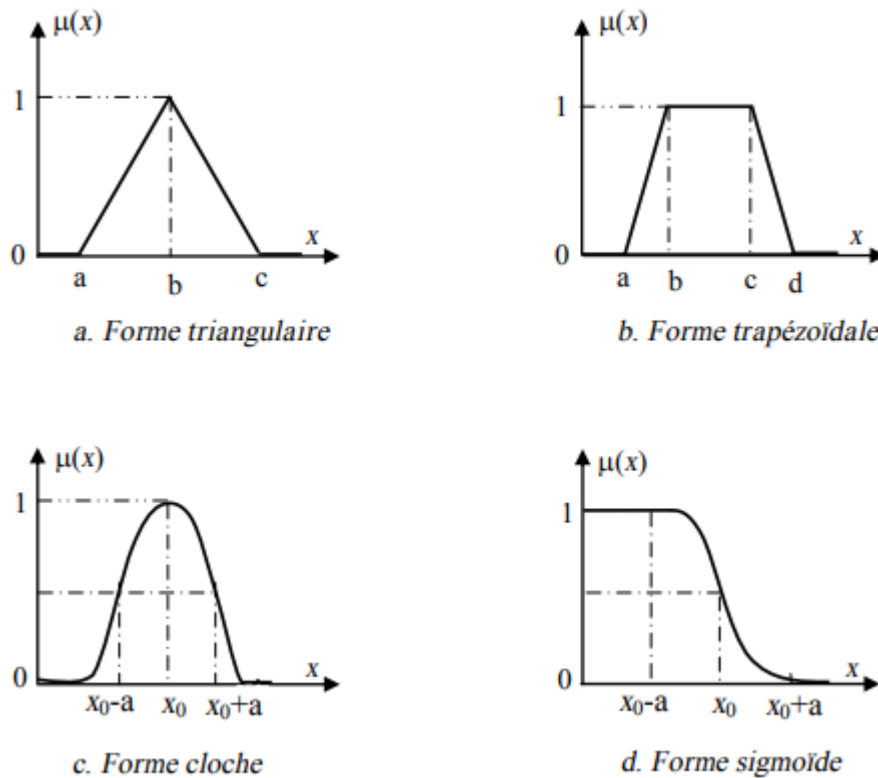 μ(x)
1
0
a
b
c
x
a. Forme triangulaire
μ(x)
1
0
a
b
c
d
x
b. Forme trapézoïdale
μ(x)
1
0
x₀-a
x₀
x₀+a
x
c. Forme cloche
μ(x)
1
0
x₀-a
x₀
x₀+a
x
d. Forme sigmoïde